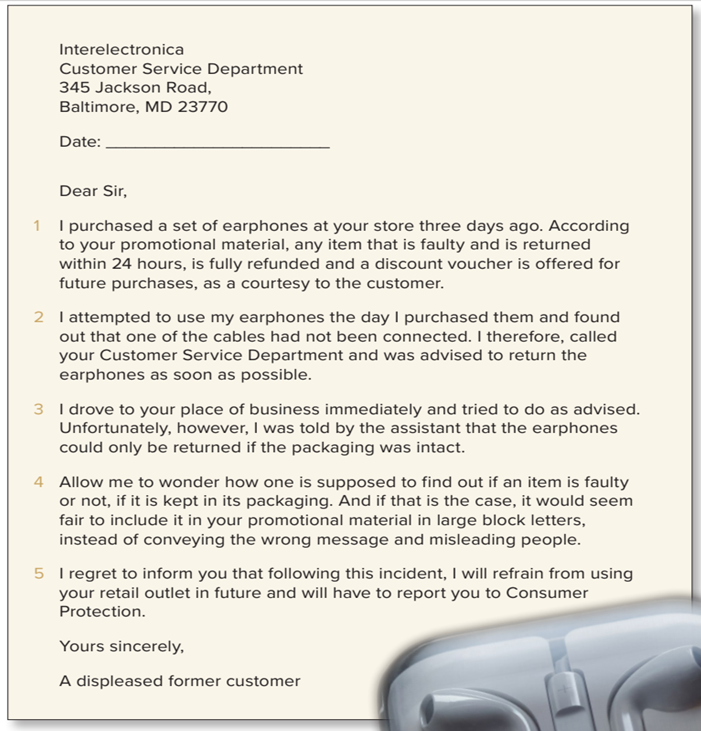 Interelectronica
Customer Service Department
345 Jackson Road,
Baltimore, MD 23770
Date: ___________________________
Dear Sir,
1 I purchased a set of earphones at your store three days ago. According
to your promotional material, any item that is faulty and is returned
within 24 hours, is fully refunded and a discount voucher is offered for
future purchases, as a courtesy to the customer.
2 I attempted to use my earphones the day I purchased them and found
out that one of the cables had not been connected. I therefore, called
your Customer Service Department and was advised to return the
earphones as soon as possible.
3 I drove to your place of business immediately and tried to do as advised.
Unfortunately, however, I was told by the assistant that the earphones
could only be returned if the packaging was intact.
4 Allow me to wonder how one is supposed to find out if an item is faulty
or not, if it is kept in its packaging. And if that is the case, it would seem
fair to include it in your promotional material in large block letters,
instead of conveying the wrong message and misleading people.
5 I regret to inform you that following this incident, I will refrain from using
your retail outlet in future and will have to report you to Consumer
Protection.
Yours sincerely,
A displeased former customer